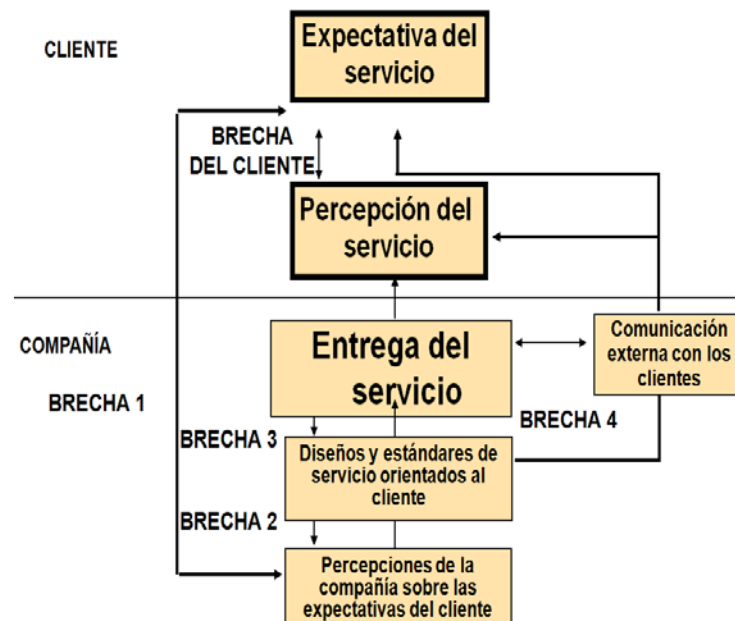 CLIENTE
Expectativa del
servicio
BRECHA
DEL CLIENTE
Percepción del
servicio
COMPAÑÍA
BRECHA 1
Entrega del
servicio
Comunicación
externa con los
clientes
BRECHA 4
BRECHA 3
Diseños y estándares de
servicio orientados al
cliente
BRECHA 2
Percepciones de la
compañía sobre las
expectativas del cliente